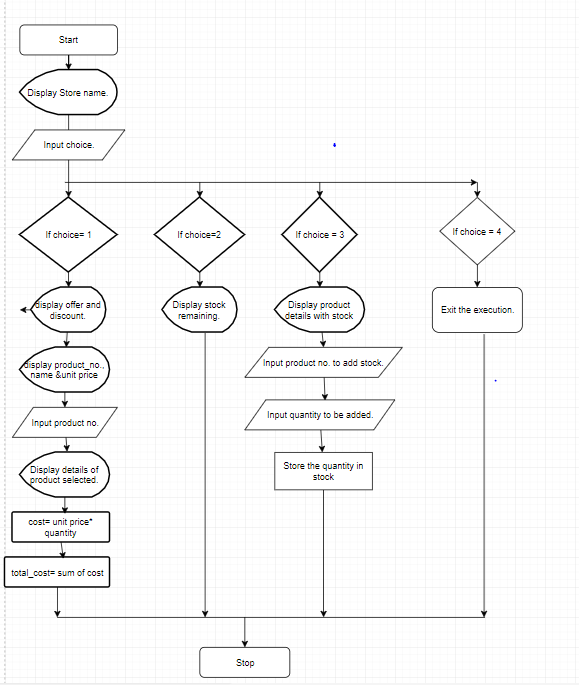 Start
Display Store name.
Input choice.
If choice= 1
If choice=2
If choice = 3
If choice = 4
display offer and
discount.
Display stock
remaining.
Display product
details with stock
Exit the execution.
display product_no.,
name &unit price
Input product no. to add stock.
Input product no.
Input quantity to be added.
Display details of
product selected.
Store the quantity in
stock
cost= unit price*
quantity
total_cost= sum of cost
Stop